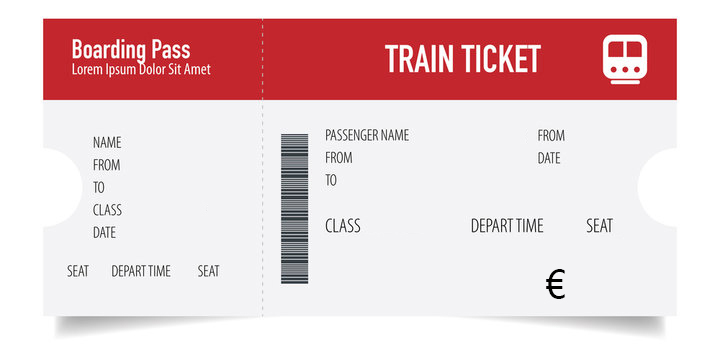 Boarding Pass
Lorem Ipsum Dolor Sit Amet
NAME
FROM
TO
CLASS
DATE
SEAT DEPART TIME SEAT
TRAIN TICKET
PASSENGER NAME FROM
FROM DATE
TO
CLASS DEPART TIME SEAT
€